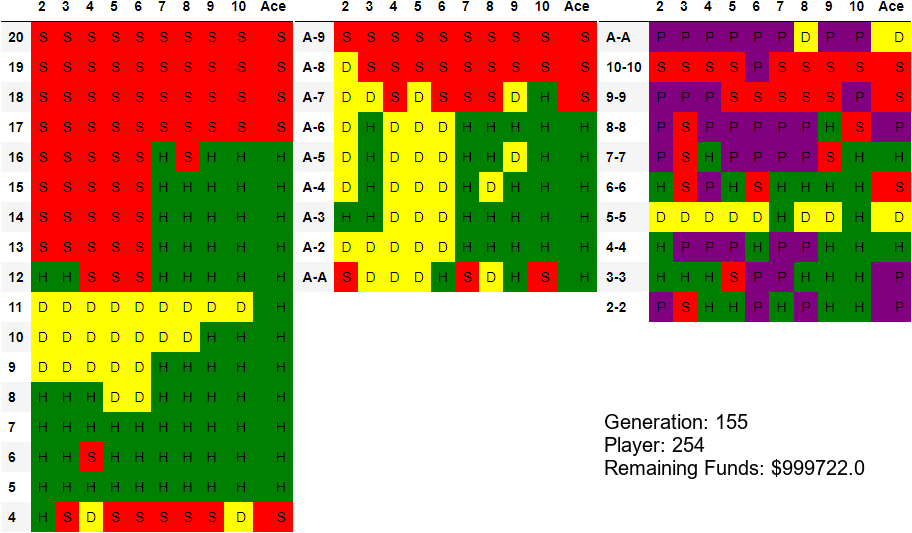 2 3 4 5 6 7 8 9 10 Ace 2 3 4 5 6 7 8 9 10 Ace 2 3 4 5 6 7 8 9 10 Ace
20 S S S S S S S S S S A-9 S S S S S S S S S S A-A P P P P P P D P P D
19 S S S S S S S S S S A-8 D S S S S S S S S S 10-10 S S S S P S S S S S
18 S S S S S S S S S S A-7 D D S D S S S D H S 9-9 P P P S S S S S P S
17 S S S S S S S S S S A-6 D H D D D H H H H H 8-8 P S P P P P P H S P
16 S S S S S H S H H H A-5 D H D D D H H D H H 7-7 P S H P P P P S H H
15 S S S S S H H H H H A-4 D H D D D H D H H H 6-6 H S P H S H H H H S
14 S S S S S H H H H H A-3 H H D D D H H H H H 5-5 D D D D D H D D H D
13 S S S S S H H H H H A-2 D D D D D H H H H H 4-4 H P P P H P P H H H
12 H H S S S H H H H H A-A S D D D H S D H S H 3-3 H H H S P P H H H P
11 D D D D D D D D D H 2-2 P S H H P H P H H P
10 D D D D D D D H H H
9 D D D D D H H H H H
8 H H H D D H H H H H
7 H H H H H H H H H H
6 H H S H H H H H H H
5 H H H H H H H H H H
4 H S D S S S S S D S
Generation: 155
Player: 254
Remaining Funds: $999722.0